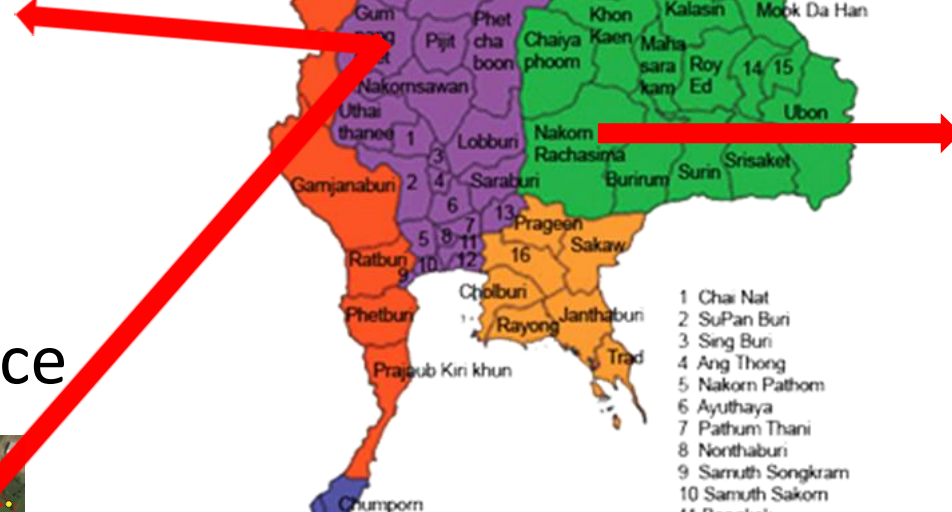 Gum
Phet
cha
boon
Pijit
Nakornsawan
Uthai
thanee
1
3
Lobburi
2
4
Saraburi
6
13
7
5
8
11
10
12
9
Garnjanaburi
Ratburi
Phetburi
Prajaub Kiri khun
Chumporn
Khon
Kaen
Kalasin
Mook Da Han
Chaiya
phoom
Maha
sara
kam
Roy
Ed
14
15
Ubon
Nakorn
Rachasima
Burirum
Surin
Srisaket
Prageen
16
Sakaw
Cholburi
Rayong
Janthaburi
Trad
ce
1 Chai Nat
2 SuPan Buri
3 Sing Buri
4 Ang Thong
5 Nakorn Pathom
6 Ayuthaya
7 Pathum Thani
8 Nonthaburi
9 Samuth Songkram
10 Samuth Sakorn